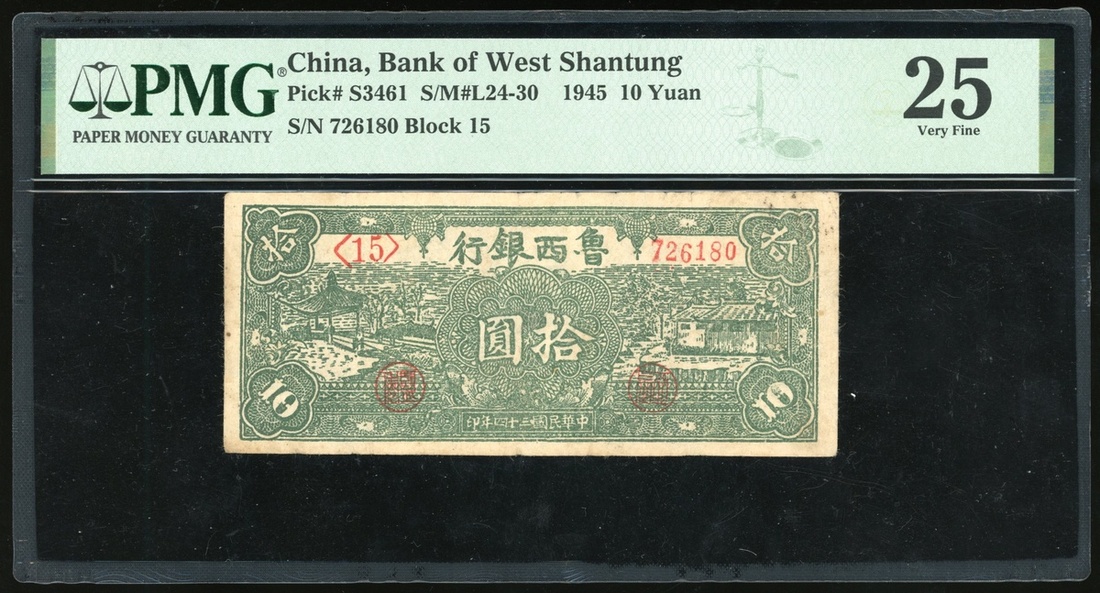 PMG®
PAPER MONEY GUARANTY
China, Bank of West Shantung
Pick# S3461 S/M#L24-30 1945 10 Yuan
S/N 726180 Block 15
25
Very Fine
拾
〈15〉
行銀西魯
726180
拾
圓拾
10
10
印年四十三國民華中